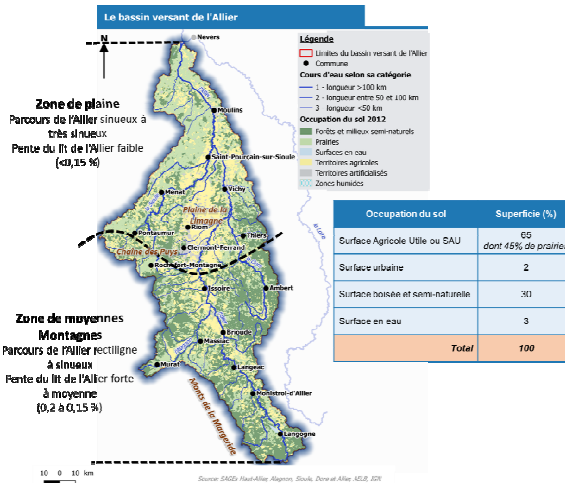 Le bassin versant de l'Allier
N
Nevers
Légende
Limites du bassin versant de l'Allier
Commune
Cours d'eau selon sa catégorie
1 - longueur >100 km
2 - longueur entre 50 et 100 km
3 - longueur <50 km
Occupation du sol 2012
Forêts et milieux semi-naturels
Prairies
Surfaces en eau
Territoires agricoles
Territoires artificialisés
Zones humides
Zone de plaine
Parcours de l'Allier sinueux à
très sinueux
Pente du lit de l'Allier faible
(<0,15 %)
Moulins
Saint-Pourcain-sur-Sioule
Menat
Vichy
Plaine de la
Limagne
Pontaumur
Riom
Thiers
Chaîne des Puys
Clermont-Ferrand
Rochefort-Montagne
Issoire
Ambert
Zone de moyennes
Montagnes
Parcours de l'Allier rectiligne
à sinueux
Pente du lit de l'Allier forte
à moyenne
(0,2 à 0,15 %)
Brioude
Massiac
Murat
Langeac
Monistrol-d'Allier
Monts de la Margeride
Langogne
Occupation du sol
Superficie (%)
Surface Agricole Utile ou SAU
65
dont 45% de prairies
Surface urbaine
2
Surface boisée et semi-naturelle
30
Surface en eau
3
Total
100
10 0 10 km
Source: SAGEs Haut-Allier, Alagnon, Sioule, Dore et Allier, AELB, IGN